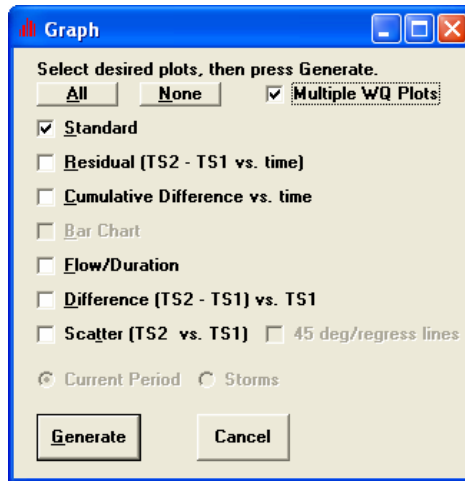 Graph
Select desired plots, then press Generate.
All None Multiple WQ Plots
Standard
Residual (TS2 - TS1 vs. time)
Cumulative Difference vs. time
Bar Chart
Flow/Duration
Difference (TS2 - TS1) vs. TS1
Scatter (TS2 vs. TS1) 45 deg/regress lines
Current Period Storms
Generate Cancel